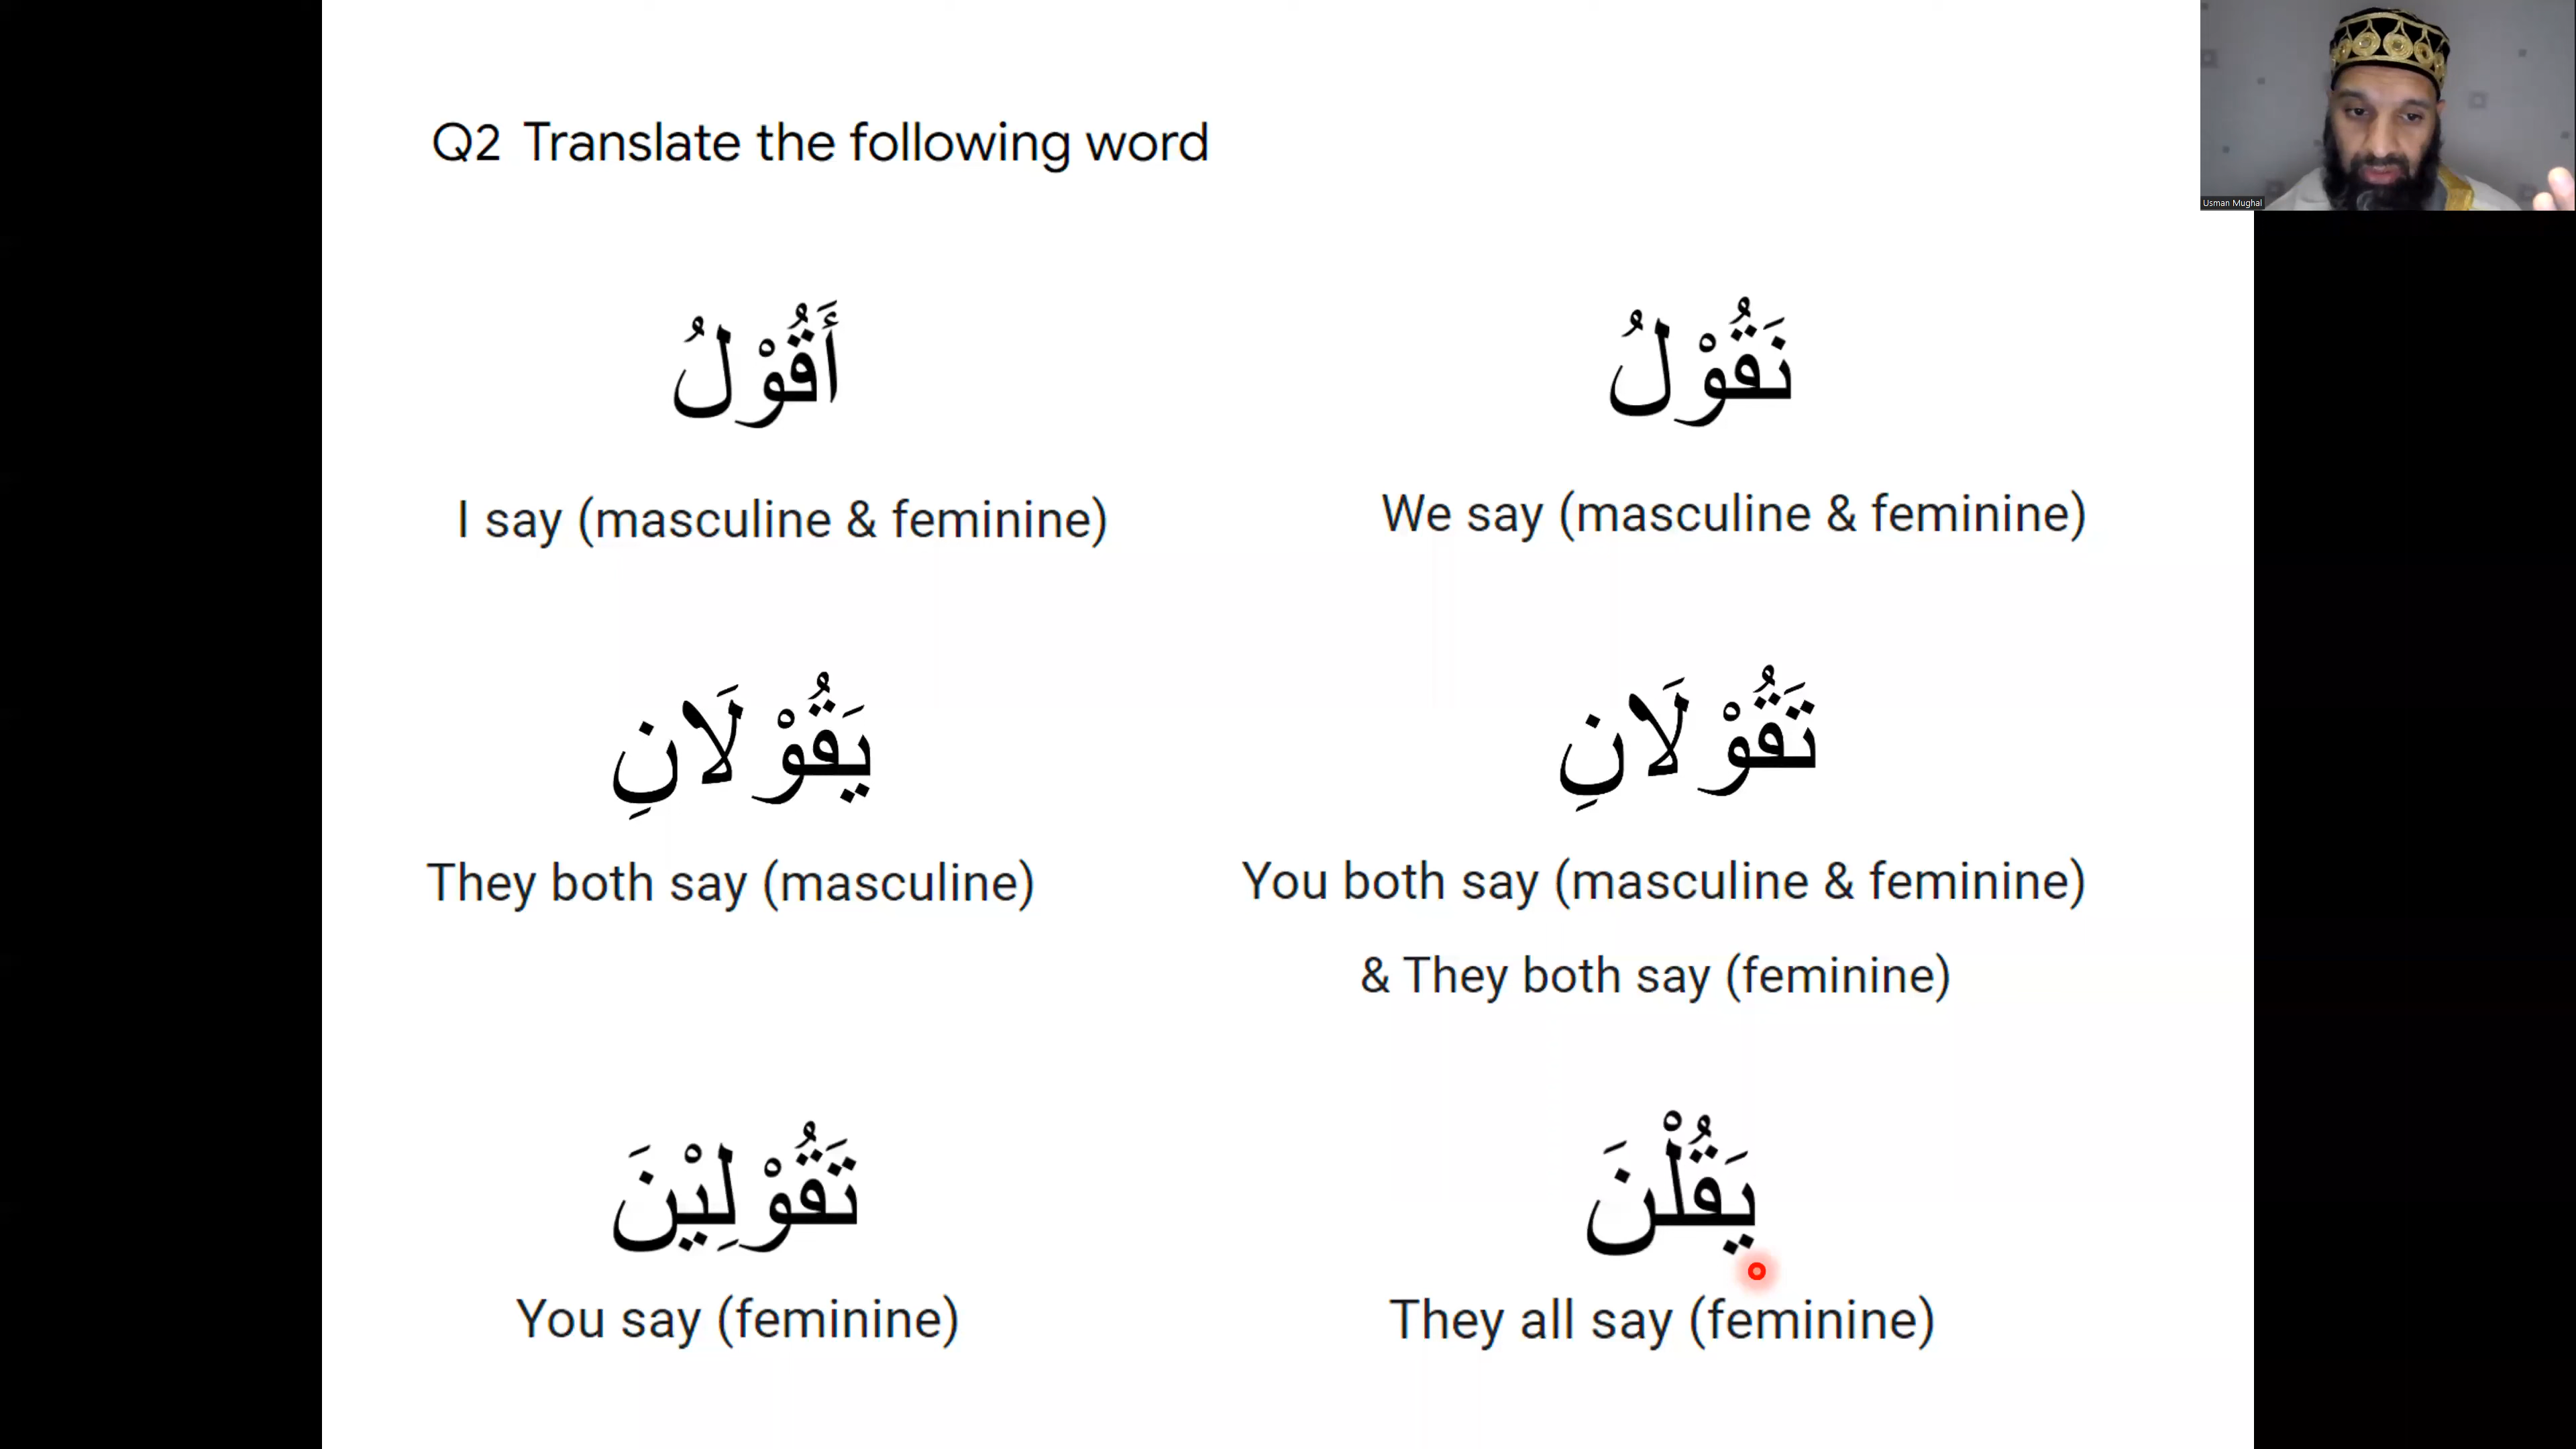 Q2 Translate the following word
Usman Mughal
أَقُوْلُ
نَقُوْلُ
I say (masculine & feminine)
We say (masculine & feminine)
يَقُوْلَانِ
تَقُوْلَانِ
They both say (masculine)
You both say (masculine & feminine)
& They both say (feminine)
تَقُوْلِيْنَ
يَقُلْنَ
You say (feminine)
They all say (feminine)